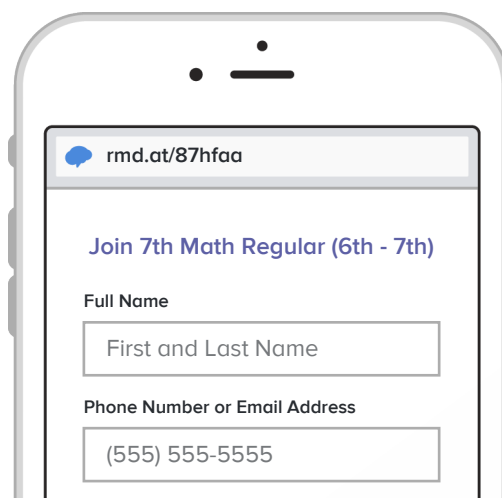 rmd.at/87hfaa
Join 7th Math Regular (6th - 7th)
Full Name
First and Last Name
Phone Number or Email Address
(555) 555-5555